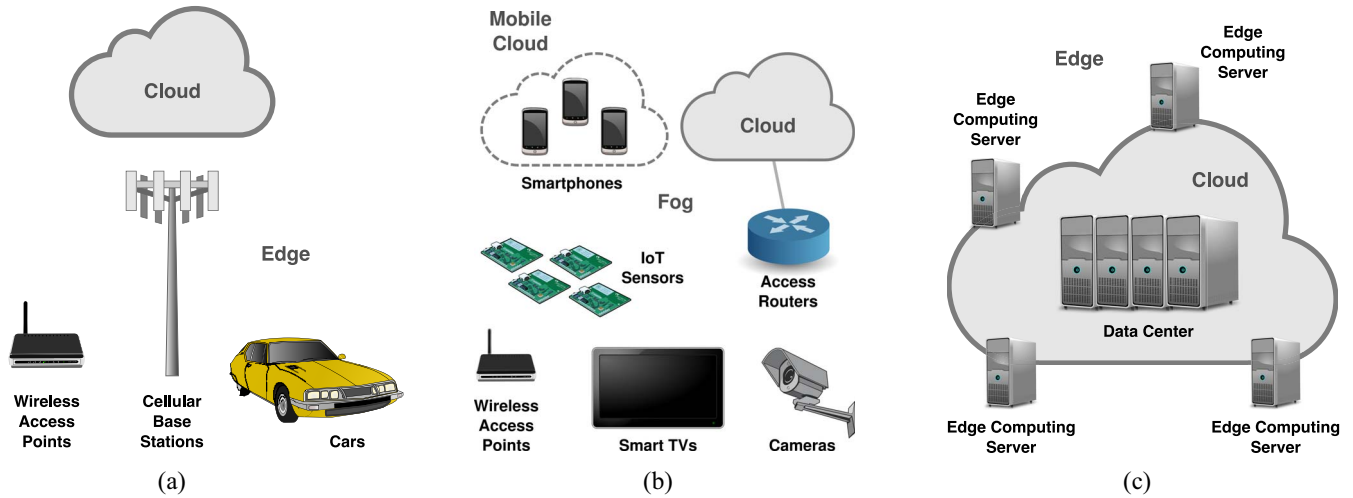 Cloud
Edge
Wireless
Access
Points
Cellular
Base
Stations
Cars
(a)
Mobile
Cloud
Smartphones
Cloud
Fog
IoT
Sensors
Access
Routers
Wireless
Access
Points
Smart TVs
Cameras
(b)
Edge
Edge
Computing
Server
Edge
Computing
Server
Cloud
Data Center
Edge Computing
Server
Edge Computing
Server
(c)